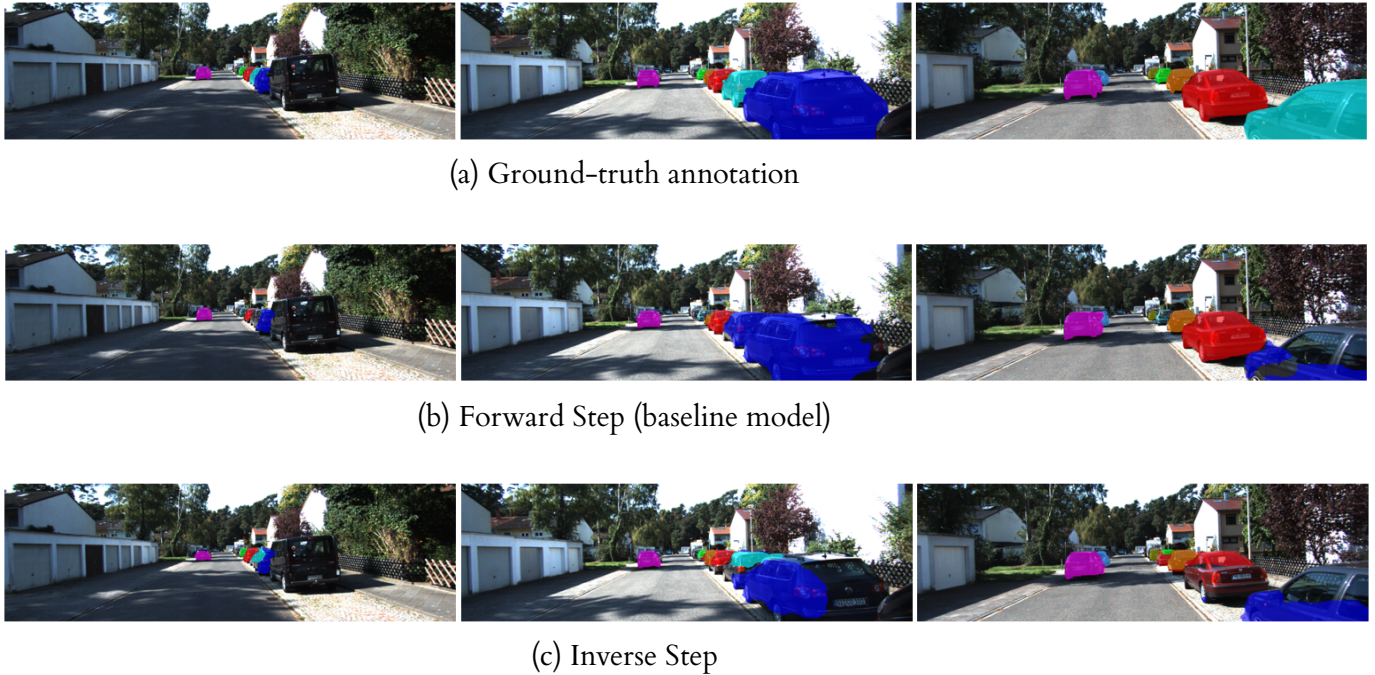 (a) Ground-truth annotation
(b) Forward Step (baseline model)
(c) Inverse Step